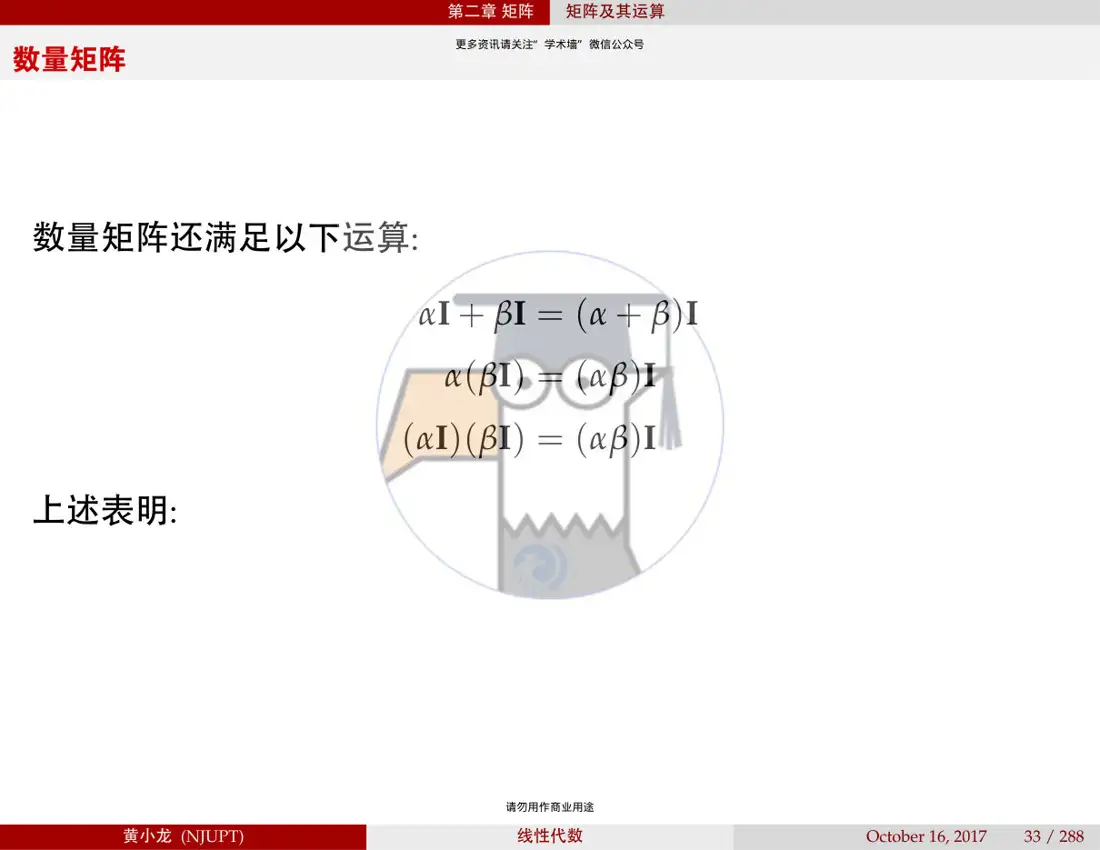 第二章 矩阵 矩阵及其运算
更多资讯请关注“学术墙”微信公众号
数量矩阵
数量矩阵还满足以下运算:
αI + βI = (α + β)I
α(βI) = (αβ)I
(αI)(βI) = (αβ)I
上述表明:
请勿用作商业用途
黄小龙 (NJUPT) 线性代数 October 16, 2017 33 / 288